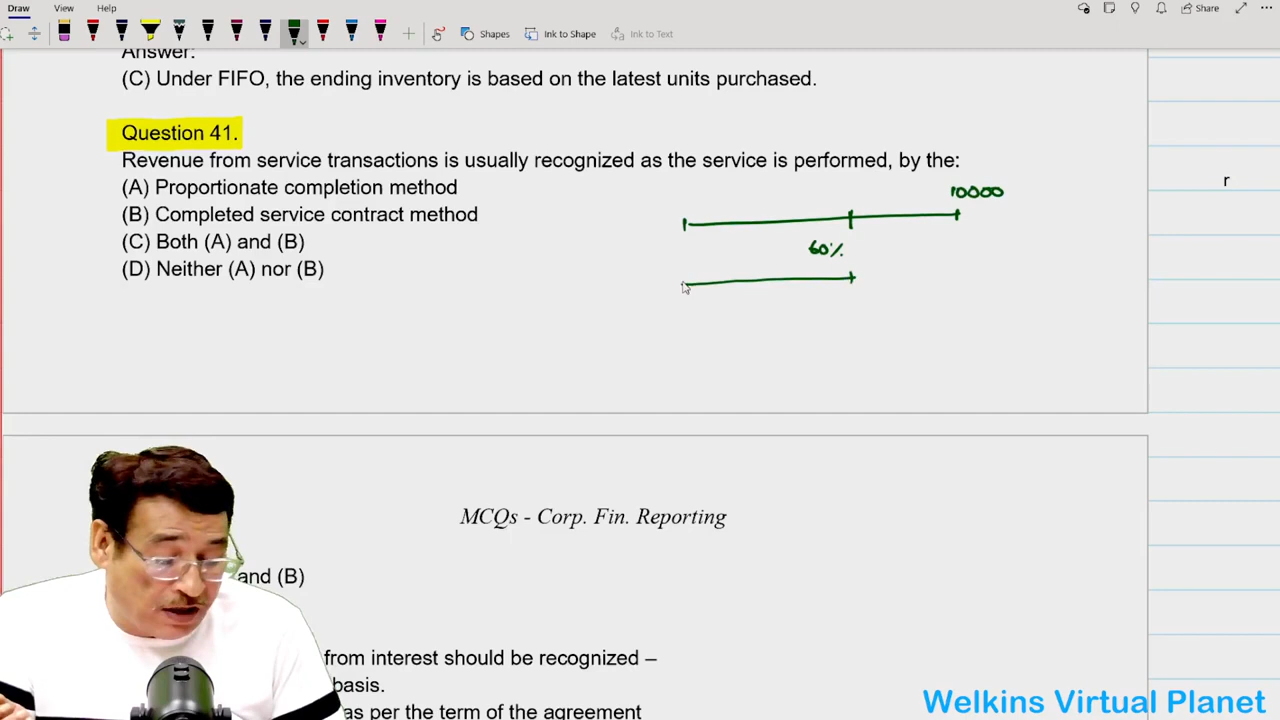 Draw View Help Share
Shapes Ink to Shape Ink to Text
Answer:
(C) Under FIFO, the ending inventory is based on the latest units purchased.
Question 41.
Revenue from service transactions is usually recognized as the service is performed, by the:
(A) Proportionate completion method
(B) Completed service contract method
(C) Both (A) and (B)
(D) Neither (A) nor (B)
10000
60%
r
MCQs - Corp. Fin. Reporting
and (B)
from interest should be recognized –
basis.
as per the term of the agreement
Welkins Virtual Planet